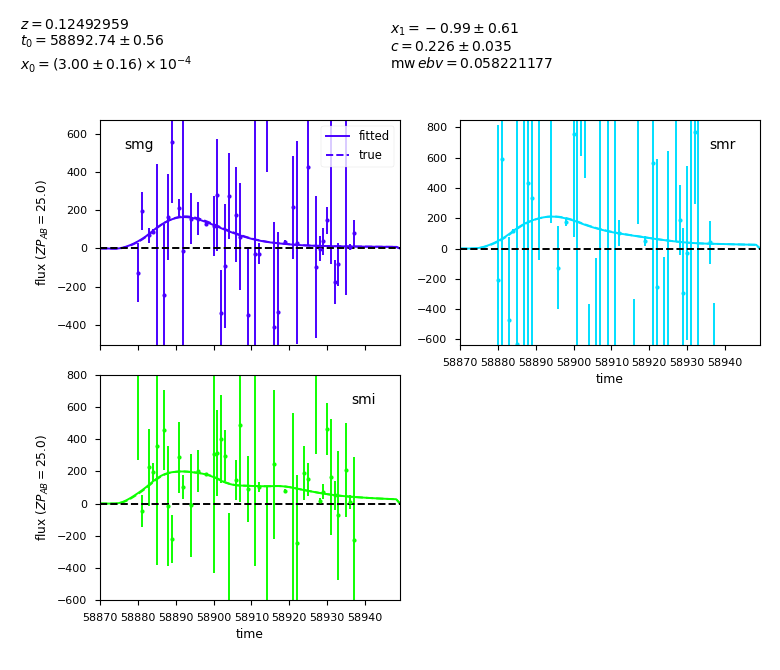 z = 0.12492959
t₀ = 58892.74 ± 0.56
x₀ = (3.00 ± 0.16) × 10⁻⁴
x₁ = −0.99 ± 0.61
c = 0.226 ± 0.035
mw ebv = 0.058221177
smg
fitted
true
flux (ZP_AB = 25.0)
600
400
200
0
−200
−400
smr
800
600
400
200
0
−200
−400
−600
58870 58880 58890 58900 58910 58920 58930 58940
time
smi
flux (ZP_AB = 25.0)
800
600
400
200
0
−200
−400
−600
58870 58880 58890 58900 58910 58920 58930 58940
time